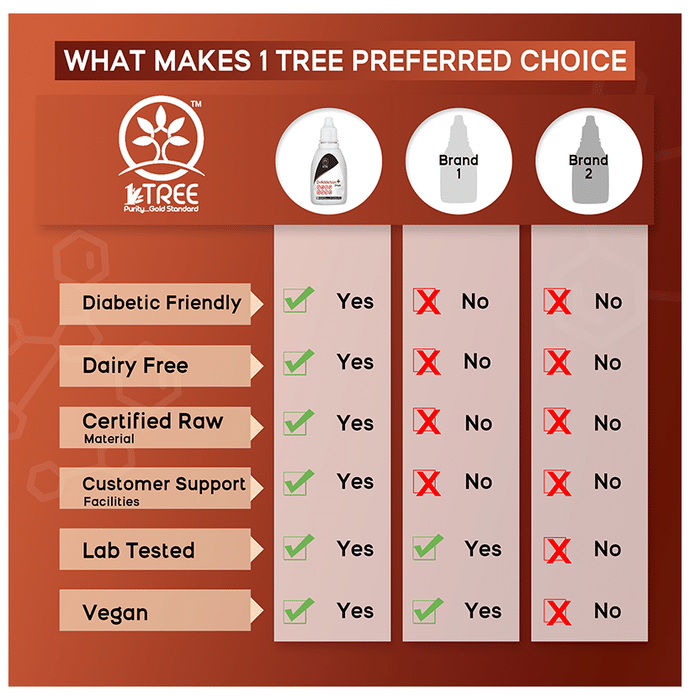 WHAT MAKES 1 TREE PREFERRED CHOICE
TM
1TREE
Purity...Gold Standard
Brand
1
Brand
2
Diabetic Friendly Yes No No
Dairy Free Yes No No
Certified Raw
Material
Yes No No
Customer Support
Facilities
Yes No No
Lab Tested Yes Yes No
Vegan Yes Yes No